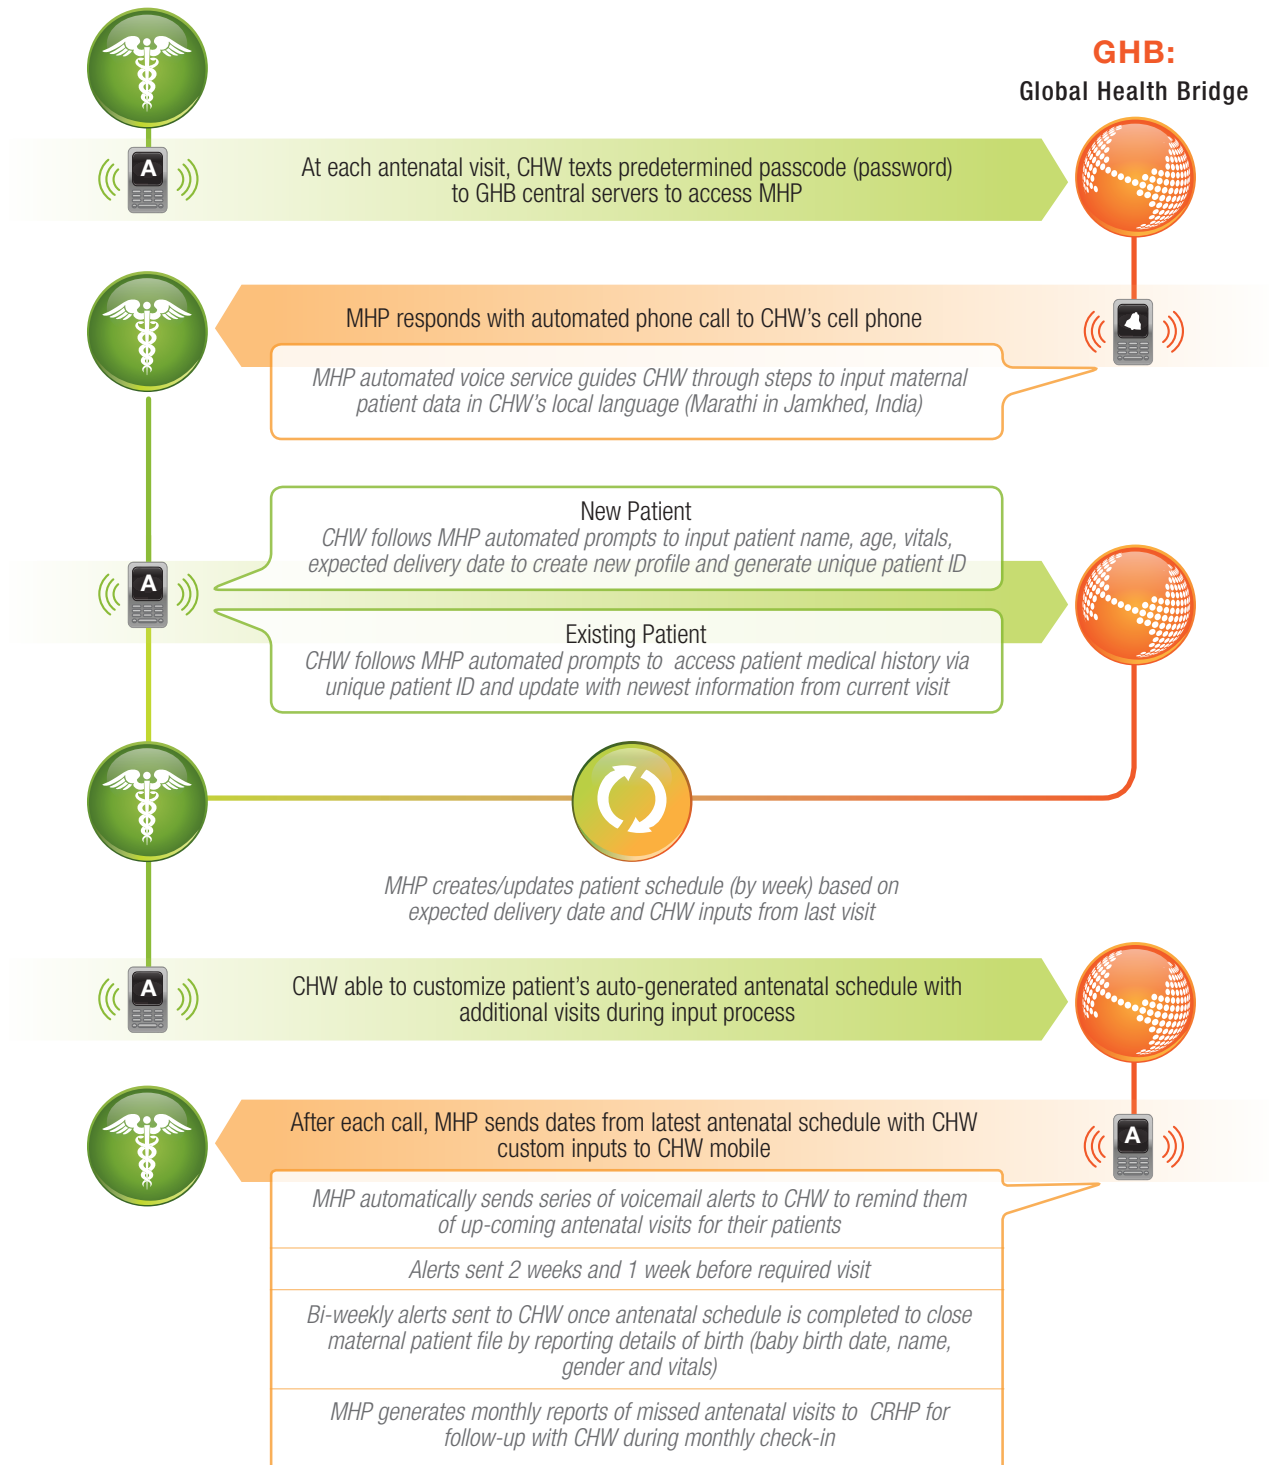 GHB:
Global Health Bridge
A
At each antenatal visit, CHW texts predetermined passcode (password)
to GHB central servers to access MHP
MHP responds with automated phone call to CHW's cell phone
MHP automated voice service guides CHW through steps to input maternal
patient data in CHW's local language (Marathi in Jamkhed, India)
New Patient
CHW follows MHP automated prompts to input patient name, age, vitals,
expected delivery date to create new profile and generate unique patient ID
A
Existing Patient
CHW follows MHP automated prompts to access patient medical history via
unique patient ID and update with newest information from current visit
MHP creates/updates patient schedule (by week) based on
expected delivery date and CHW inputs from last visit
A
CHW able to customize patient's auto-generated antenatal schedule with
additional visits during input process
After each call, MHP sends dates from latest antenatal schedule with CHW
custom inputs to CHW mobile
A
MHP automatically sends series of voicemail alerts to CHW to remind them
of up-coming antenatal visits for their patients
Alerts sent 2 weeks and 1 week before required visit
Bi-weekly alerts sent to CHW once antenatal schedule is completed to close
maternal patient file by reporting details of birth (baby birth date, name,
gender and vitals)
MHP generates monthly reports of missed antenatal visits to CRHP for
follow-up with CHW during monthly check-in